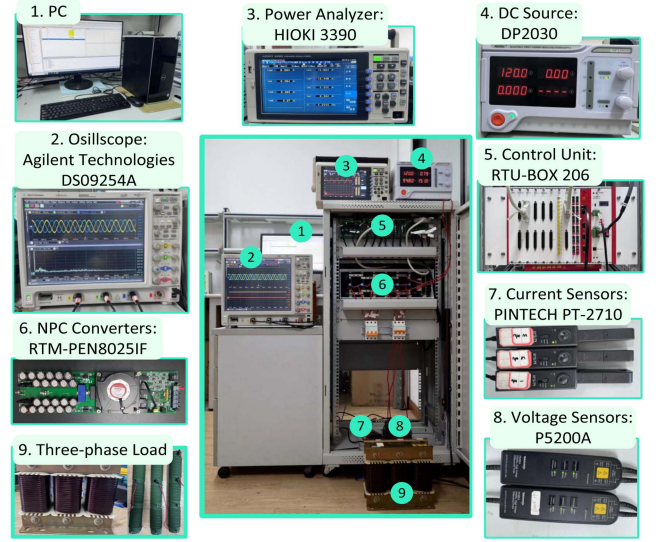 1. PC
3. Power Analyzer:
HIOKI 3390
4. DC Source:
DP2030
120.0 0.00
0.000 ----
2. Osillscope:
Agilent Technologies
DS09254A
5. Control Unit:
RTU-BOX 206
6. NPC Converters:
RTM-PEN8025IF
7. Current Sensors:
PINTECH PT-2710
8. Voltage Sensors:
P5200A
9. Three-phase Load
1
2
3
4
5
6
7
8
9